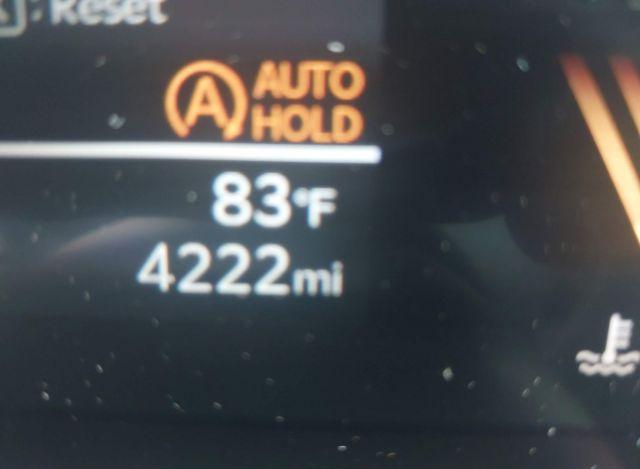 : Reset
A AUTO
HOLD
83°F
4222mi